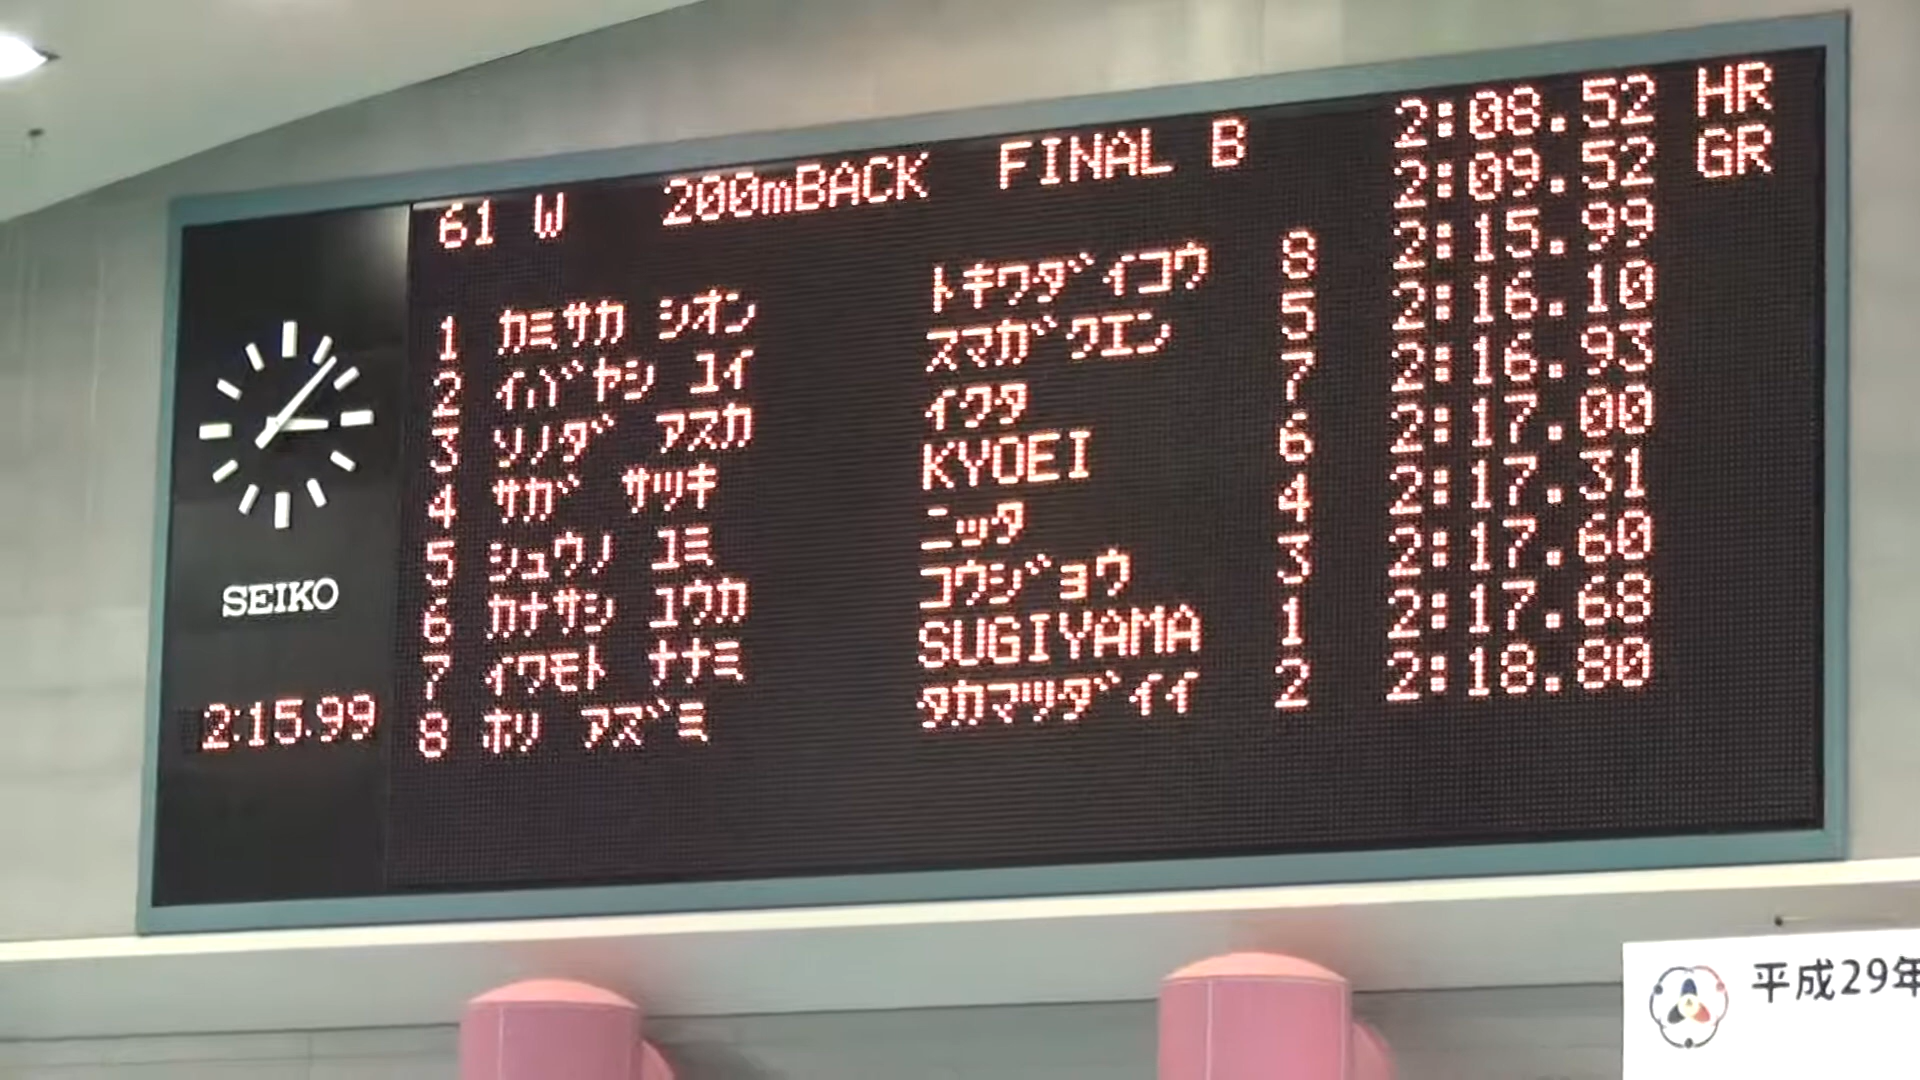 61 W 200mBACK FINAL B 2:08.52 HR
2:09.52 GR
1 カミサカ シオン トキワダイコウ 8 2:15.99
2 イバヤシ ユイ スマガクエン 5 2:16.10
3 ソノダ アスカ イクタ 7 2:16.93
4 サガ サツキ KYOEI 6 2:17.00
5 シュウノ ユミ ニッタ 4 2:17.31
6 カナサシ ユウカ コウジョウ 3 2:17.60
7 イワモト ナナミ SUGIYAMA 1 2:17.68
8 ホリ アズミ タカマツダイイチ 2 2:18.80
SEIKO
2:15.99
平成29年